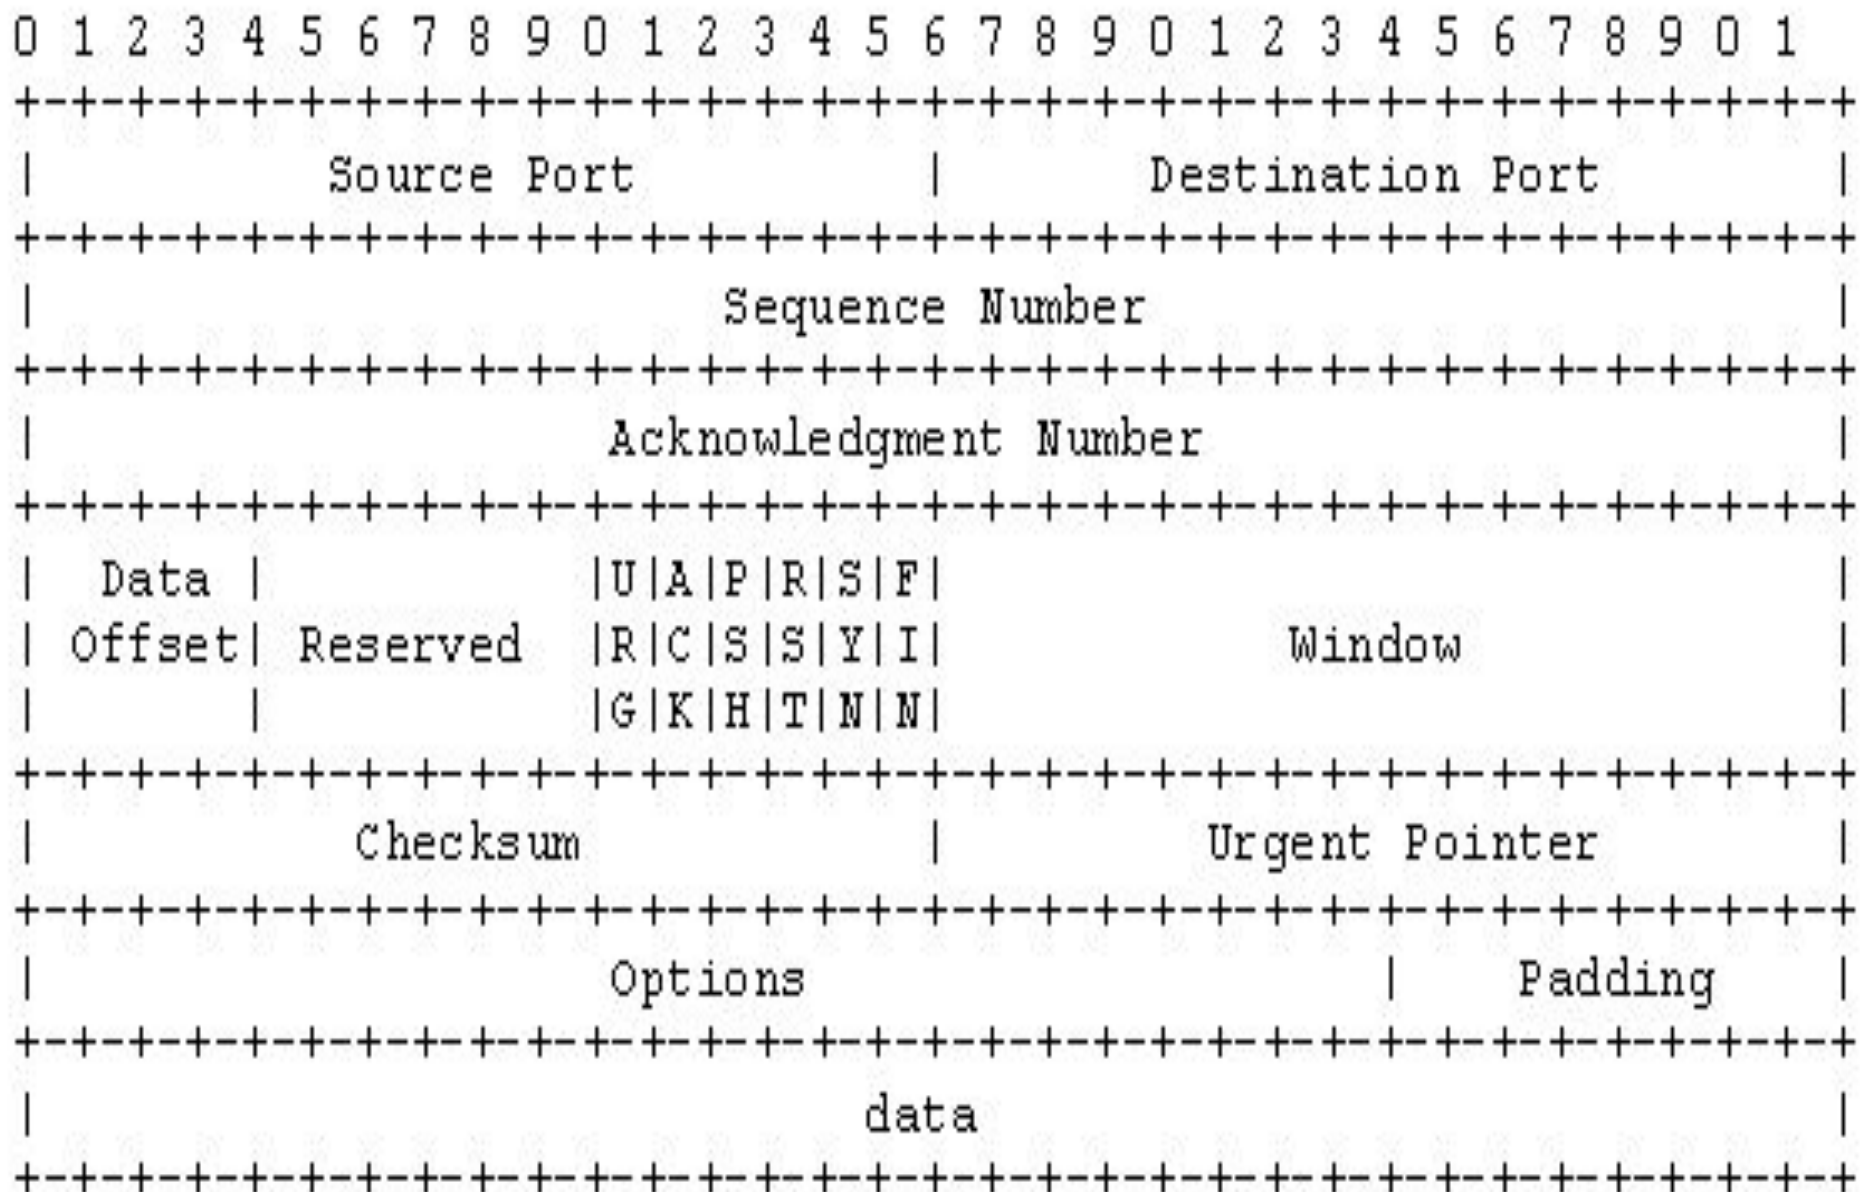 0 1 2 3 4 5 6 7 8 9 0 1 2 3 4 5 6 7 8 9 0 1 2 3 4 5 6 7 8 9 0 1
+-+-+-+-+-+-+-+-+-+-+-+-+-+-+-+-+-+-+-+-+-+-+-+-+-+-+-+-+-+-+-+-+
| Source Port | Destination Port |
+-+-+-+-+-+-+-+-+-+-+-+-+-+-+-+-+-+-+-+-+-+-+-+-+-+-+-+-+-+-+-+-+
| Sequence Number |
+-+-+-+-+-+-+-+-+-+-+-+-+-+-+-+-+-+-+-+-+-+-+-+-+-+-+-+-+-+-+-+-+
| Acknowledgment Number |
+-+-+-+-+-+-+-+-+-+-+-+-+-+-+-+-+-+-+-+-+-+-+-+-+-+-+-+-+-+-+-+-+
| Data | |U|A|P|R|S|F| |
| Offset| Reserved |R|C|S|S|Y|I| Window |
| | |G|K|H|T|N|N| |
+-+-+-+-+-+-+-+-+-+-+-+-+-+-+-+-+-+-+-+-+-+-+-+-+-+-+-+-+-+-+-+-+
| Checksum | Urgent Pointer |
+-+-+-+-+-+-+-+-+-+-+-+-+-+-+-+-+-+-+-+-+-+-+-+-+-+-+-+-+-+-+-+-+
| Options | Padding |
+-+-+-+-+-+-+-+-+-+-+-+-+-+-+-+-+-+-+-+-+-+-+-+-+-+-+-+-+-+-+-+-+
| data |
+-+-+-+-+-+-+-+-+-+-+-+-+-+-+-+-+-+-+-+-+-+-+-+-+-+-+-+-+-+-+-+-+